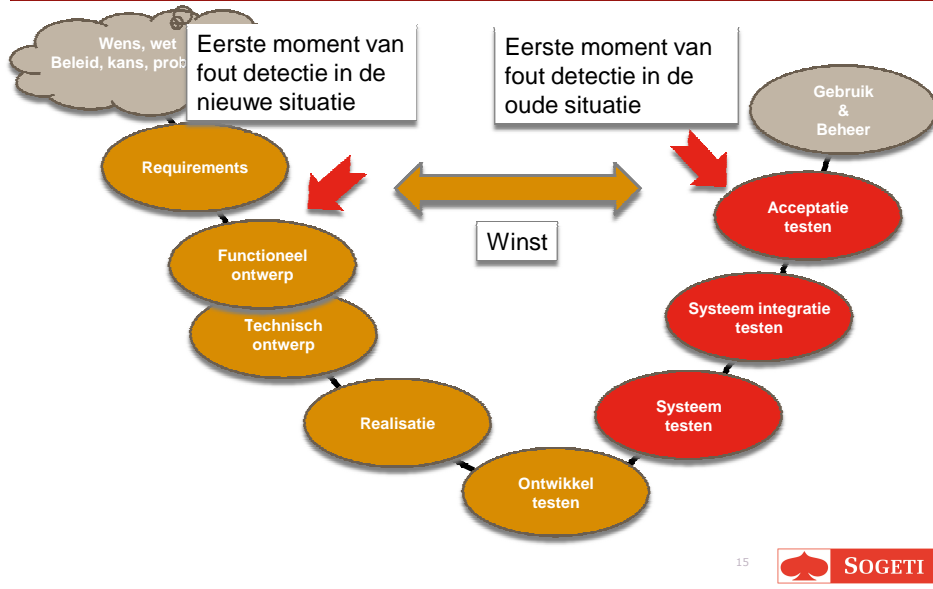 Wens, wet
Beleid, kans,
Eerste moment van
fout detectie in de
nieuwe situatie
Eerste moment van
fout detectie in de
oude situatie
Gebruik
&
Beheer
Requirements
Winst
Acceptatie
testen
Functioneel
ontwerp
Technisch
ontwerp
Systeem integratie
testen
Realisatie
Systeem
testen
Ontwikkel
testen
15
SOGETI